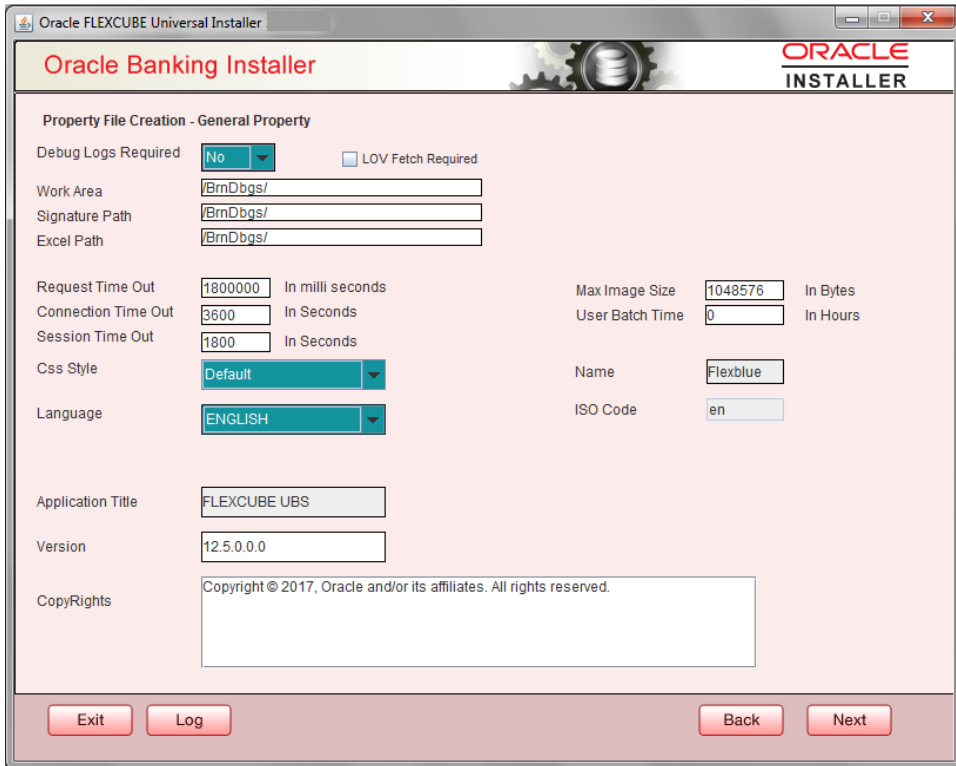 Oracle FLEXCUBE Universal Installer
Oracle Banking Installer
ORACLE
INSTALLER
Property File Creation - General Property
Debug Logs Required No LOV Fetch Required
Work Area /BrnDbgs/
Signature Path /BrnDbgs/
Excel Path /BrnDbgs/
Request Time Out 1800000 In milli seconds Max Image Size 1048576 In Bytes
Connection Time Out 3600 In Seconds User Batch Time 0 In Hours
Session Time Out 1800 In Seconds
Css Style Default Name Flexblue
Language ENGLISH ISO Code en
Application Title FLEXCUBE UBS
Version 12.5.0.0.0
CopyRights Copyright © 2017, Oracle and/or its affiliates. All rights reserved.
Exit Log Back Next